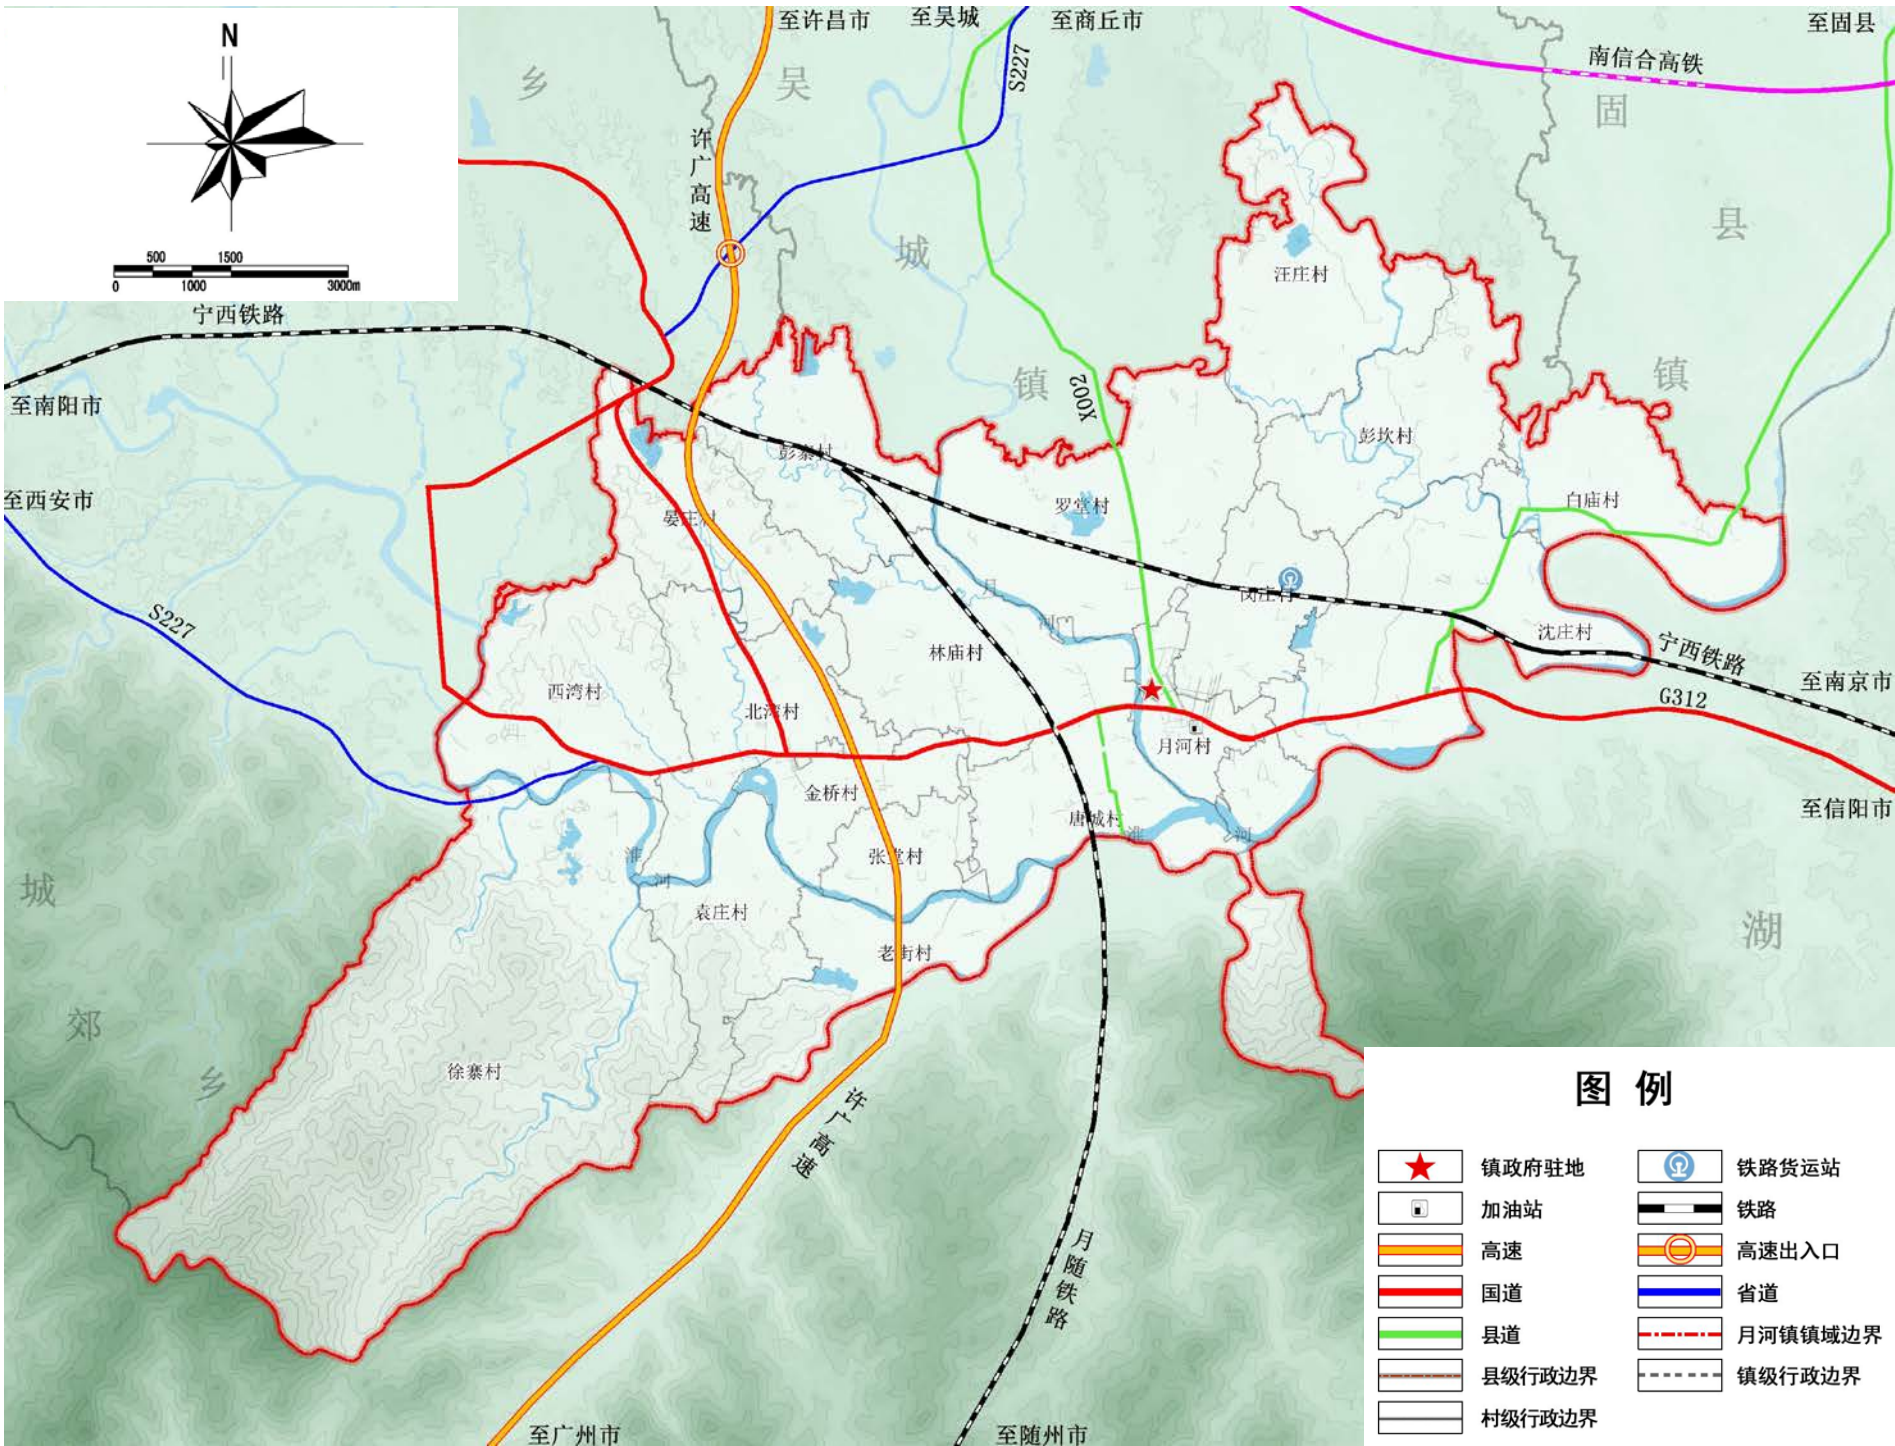 N
500
1500
0
1000
3000m
至许昌市
至吴城
至商丘市
至固县
S227
南信合高铁
乡
吴
城
镇
固
县
镇
许广高速
宁西铁路
至南阳市
至西安市
S227
X002
汪庄村
彭坎村
白庙村
彭寨村
罗堂村
晏庄村
闵庄村
沈庄村
月
河
林庙村
宁西铁路
至南京市
G312
西湾村
北湾村
月河村
金桥村
唐城村
淮
河
至信阳市
张堂村
淮
河
袁庄村
老街村
城
郊
乡
湖
徐寨村
许广高速
月随铁路
至广州市
至随州市
图 例
镇政府驻地
铁路货运站
加油站
铁路
高速
高速出入口
国道
省道
县道
月河镇镇域边界
县级行政边界
镇级行政边界
村级行政边界